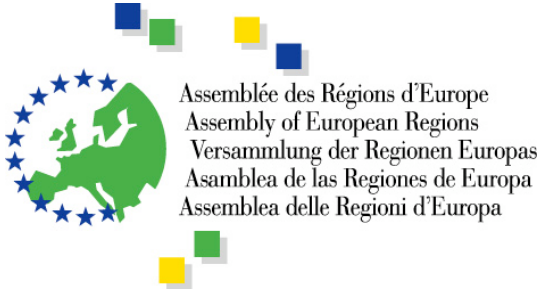 Assemblée des Régions d'Europe
Assembly of European Regions
Versammlung der Regionen Europas
Asamblea de las Regiones de Europa
Assemblea delle Regioni d'Europa